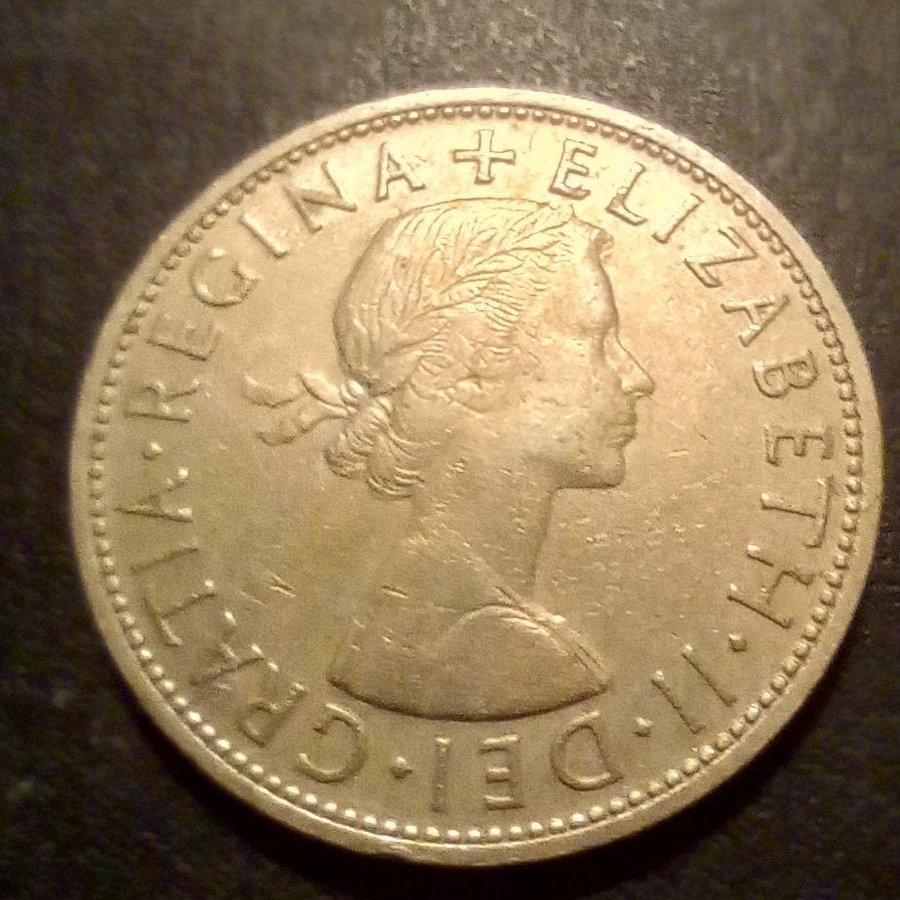 + ELIZABETH · II · DEI · GRATIA · REGINA